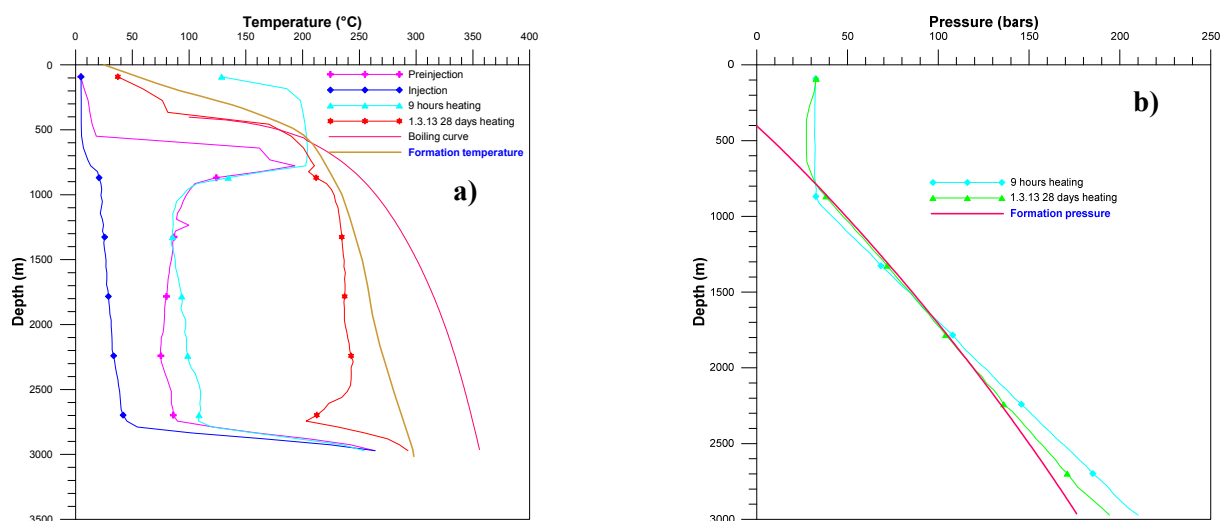 Temperature (°C)
0 50 100 150 200 250 300 350 400
0
500
1000
1500
2000
2500
3000
3500
Depth (m)
Preinjection
Injection
9 hours heating
1.3.13 28 days heating
Boiling curve
Formation temperature
a)
Pressure (bars)
0 50 100 150 200 250
0
500
1000
1500
2000
2500
3000
Depth (m)
b)
9 hours heating
1.3.13 28 days heating
Formation pressure